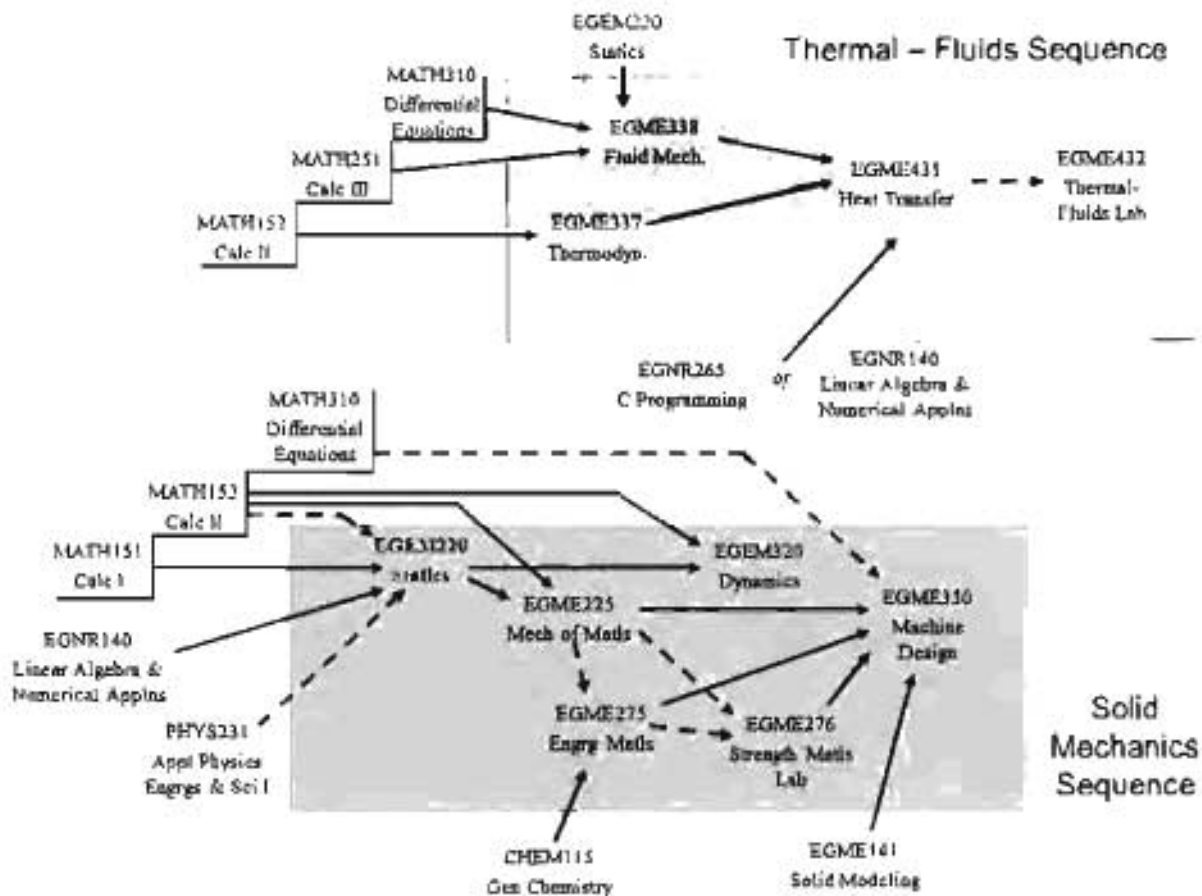 EGEM220
Statics
Thermal – Fluids Sequence
MATH310
Differential
Equations
EGME338
Fluid Mech.
MATH251
Calc III
EGME431
Heat Transfer
EGME432
Thermal-
Fluids Lab
MATH152
Calc II
EGME337
Thermodyn.
EGNR265
C Programming
or
EGNR140
Linear Algebra &
Numerical Applns
MATH310
Differential
Equations
MATH152
Calc II
MATH151
Calc I
EGEM220
Statics
EGEM320
Dynamics
EGME225
Mech of Matls
EGME350
Machine
Design
EGNR140
Linear Algebra &
Numerical Applns
PHYS231
Appl Physics
Engrgs & Sci I
EGME275
Engrg Matls
EGME276
Strength Matls
Lab
Solid
Mechanics
Sequence
CHEM115
Gen Chemistry
EGME141
Solid Modeling